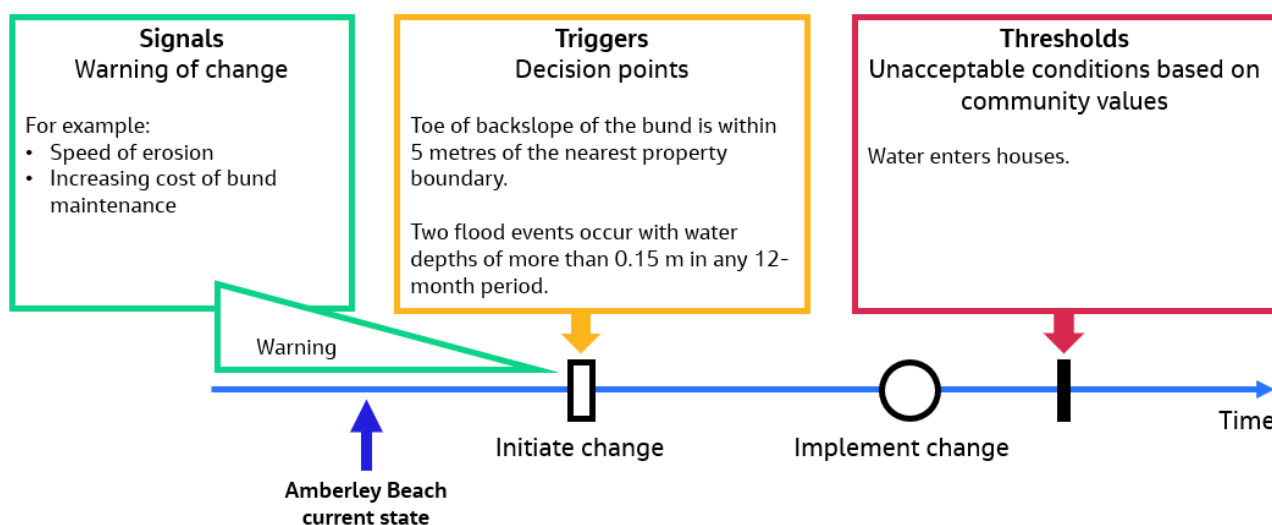 Signals
Warning of change
For example:
• Speed of erosion
• Increasing cost of bund
maintenance
Triggers
Decision points
Toe of backslope of the bund is within
5 metres of the nearest property
boundary.
Two flood events occur with water
depths of more than 0.15 m in any 12-
month period.
Thresholds
Unacceptable conditions based on
community values
Water enters houses.
Warning
Initiate change
Implement change
Time
Amberley Beach
current state